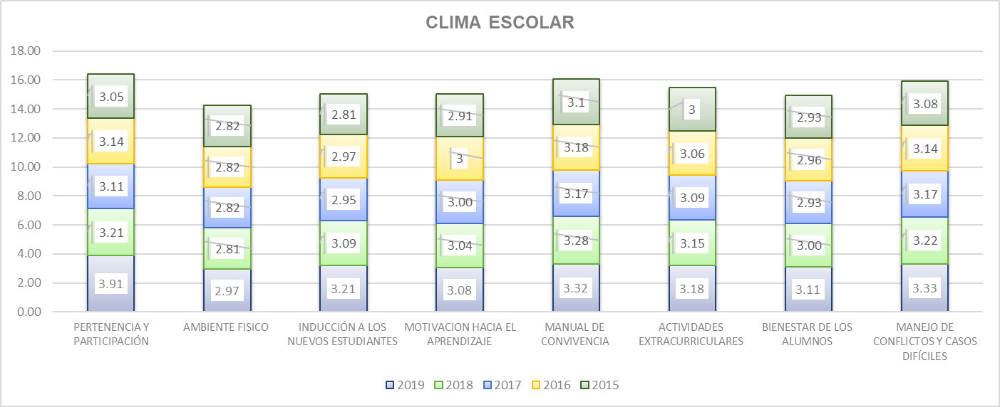 CLIMA ESCOLAR
18.00
16.00
14.00
12.00
10.00
8.00
6.00
4.00
2.00
0.00
3.05 2.82 2.81 2.91 3.1 3 2.93 3.08
3.14 2.82 2.97 3 3.18 3.06 2.96 3.14
3.11 2.82 2.95 3.00 3.17 3.09 2.93 3.17
3.21 2.81 3.09 3.04 3.28 3.15 3.00 3.22
3.91 2.97 3.21 3.08 3.32 3.18 3.11 3.33
PERTENENCIA Y
PARTICIPACIÓN
AMBIENTE FISICO
INDUCCIÓN A LOS
NUEVOS ESTUDIANTES
MOTIVACION HACIA EL
APRENDIZAJE
MANUAL DE
CONVIVENCIA
ACTIVIDADES
EXTRACURRICULARES
BIENESTAR DE LOS
ALUMNOS
MANEJO DE
CONFLICTOS Y CASOS
DIFÍCILES
2019 2018 2017 2016 2015